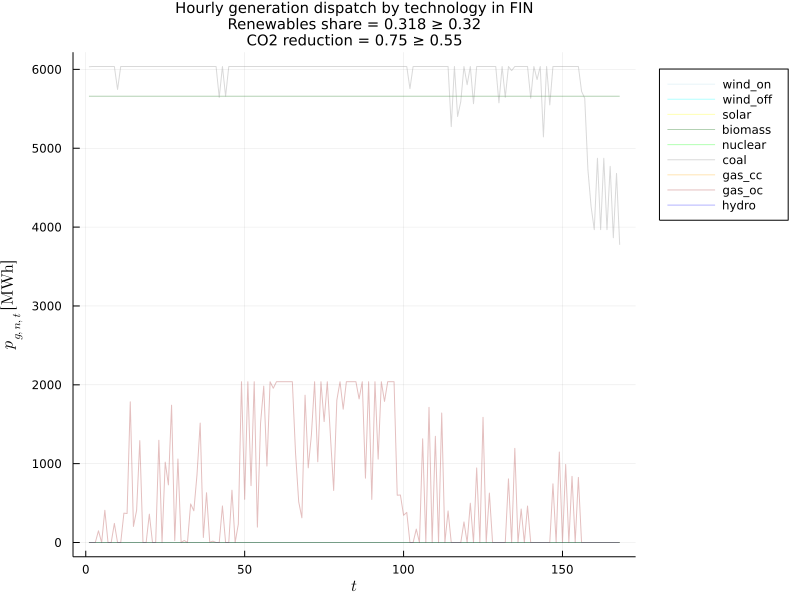 Hourly generation dispatch by technology in FIN
Renewables share = 0.318 ≥ 0.32
CO2 reduction = 0.75 ≥ 0.55
6000
5000
4000
3000
2000
1000
0
p g, n, t [MWh]
0 50 100 150
t
wind_on
wind_off
solar
biomass
nuclear
coal
gas_cc
gas_oc
hydro